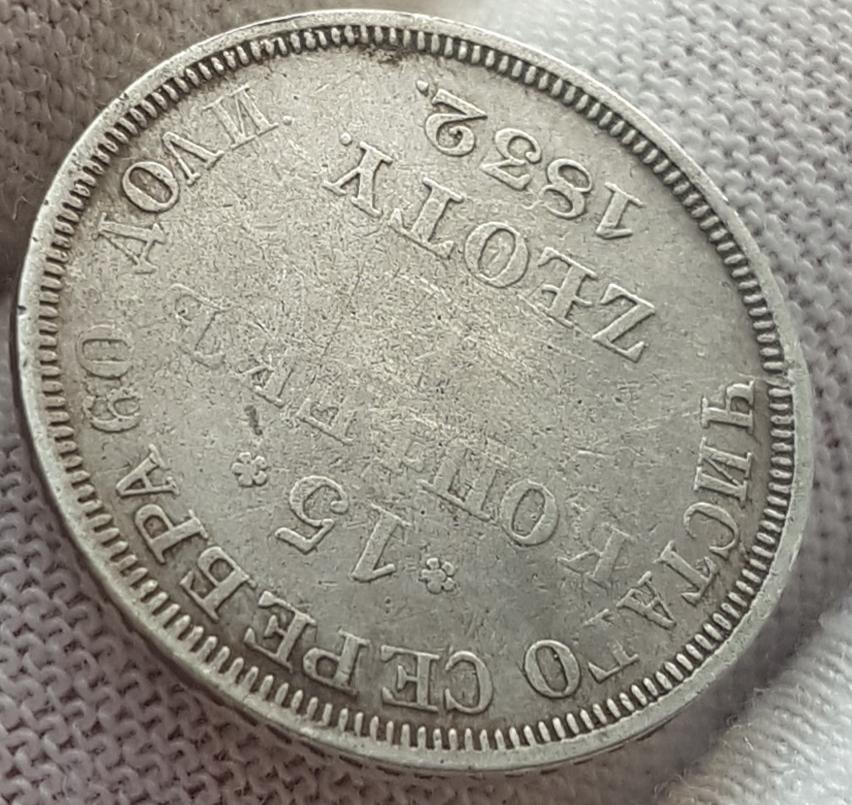 ЧИСТАГО СЕРЕБРА 60 ДОЛИ.
15
КОПѢЕКЪ
ZŁOTY.
1832.